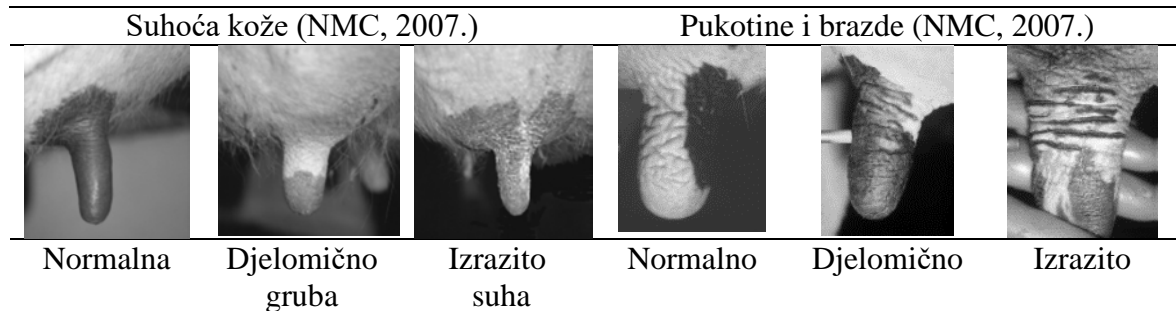 Suhoća kože (NMC, 2007.) Pukotine i brazde (NMC, 2007.)
Normalna Djelomično Izrazito Normalno Djelomično Izrazito
gruba suha